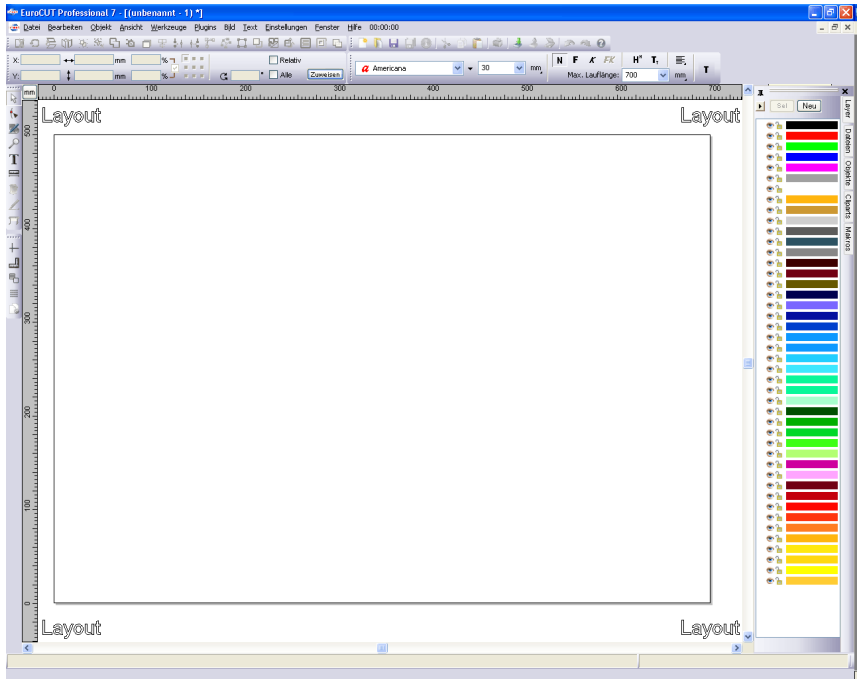 EuroCUT Professional 7 - [(unbenannt - 1) *]
Datei Bearbeiten Objekt Ansicht Werkzeuge Plugins Bild Text Einstellungen Fenster Hilfe 00:00:00
X: mm % Relativ
Y: mm % ° Alle Zuweisen
a Americana 30 mm N F K FK H" T,
Max. Lauflänge: 700 mm T
mm 0 100 200 300 400 500 600 700
Sel Neu
Layer
Dateien
Objekte
Cliparts
Makros
Layout Layout
500
400
300
200
100
0
Layout Layout